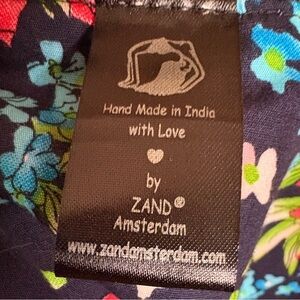 Hand Made in India
with Love
by
ZAND®
Amsterdam
www.zandamsterdam.com